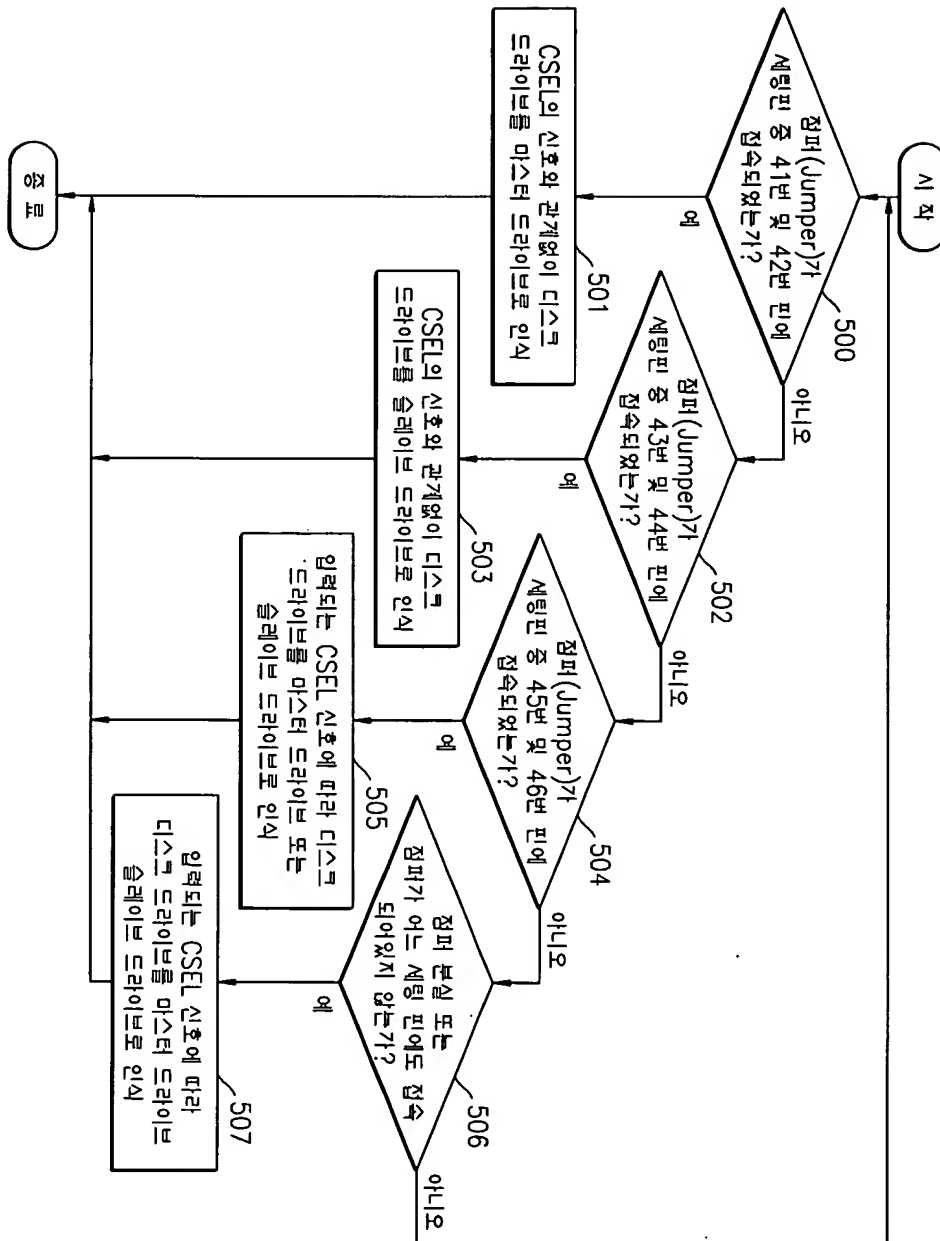 시 작
점퍼(Jumper)가
세팅핀 중 41번 및 42번 핀에
접속되었는가?
500
예
아니오
CSEL의 신호와 관계없이 디스크
드라이브를 마스터 드라이브로 인식
501
점퍼(Jumper)가
세팅핀 중 43번 및 44번 핀에
접속되었는가?
502
예
아니오
CSEL의 신호와 관계없이 디스크
드라이브를 슬레이브 드라이브로 인식
503
점퍼(Jumper)가
세팅핀 중 45번 및 46번 핀에
접속되었는가?
504
예
아니오
입력되는 CSEL 신호에 따라 디스크
드라이브를 마스터 드라이브 또는
슬레이브 드라이브로 인식
505
점퍼 분실 또는
점퍼가 어느 세팅 핀에도 접속
되어있지 않는가?
506
예
아니오
입력되는 CSEL 신호에 따라
디스크 드라이브를 마스터 드라이브
슬레이브 드라이브로 인식
507
종 료